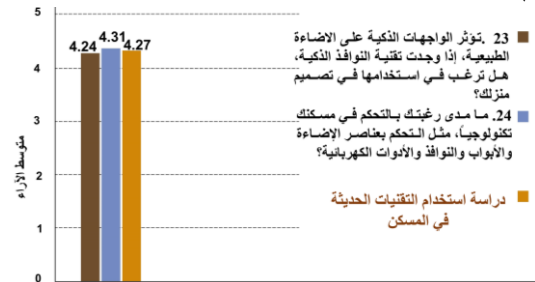 5
4
3
2
1
0
متوسط الآراء
4.24
4.31
4.27
23 .تؤثر الواجهات الذكية على الاضاءة
الطبيعية، إذا وجدت تقنية النوافذ الذكية،
هل ترغب في استخدامها في تصميم
منزلك؟
24. ما مدى رغبتك بالتحكم في مسكنك
تكنولوجياً، مثل التحكم بعناصر الإضاءة
والأبواب والنوافذ والأدوات الكهربائية؟
دراسة استخدام التقنيات الحديثة
في المسكن